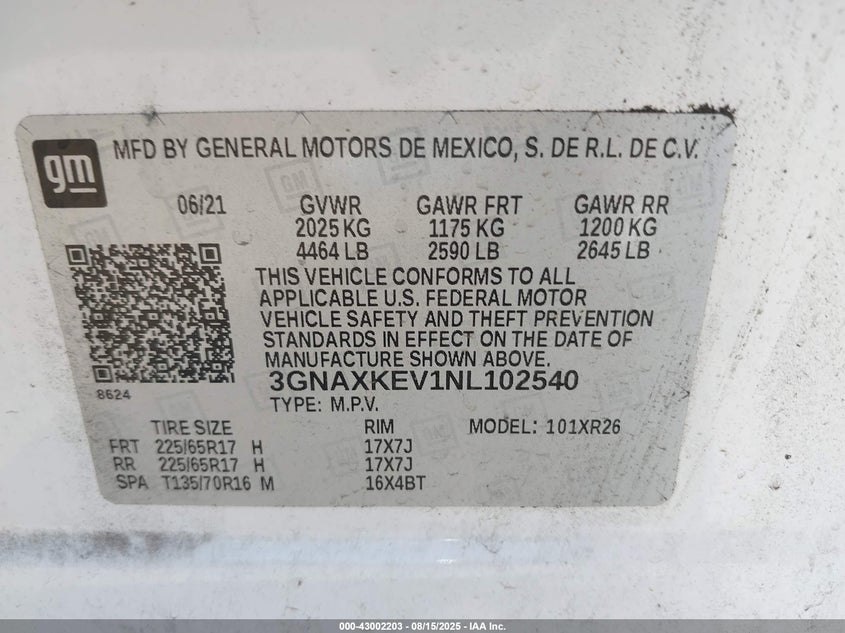 gm
MFD BY GENERAL MOTORS DE MEXICO, S. DE R.L. DE C.V.
06/21 GVWR GAWR FRT GAWR RR
2025 KG 1175 KG 1200 KG
4464 LB 2590 LB 2645 LB
THIS VEHICLE CONFORMS TO ALL
APPLICABLE U.S. FEDERAL MOTOR
VEHICLE SAFETY AND THEFT PREVENTION
STANDARDS IN EFFECT ON THE DATE OF
MANUFACTURE SHOWN ABOVE.
3GNAXKEV1NL102540
8624
TYPE: M.P.V.
TIRE SIZE RIM MODEL: 101XR26
FRT 225/65R17 H 17X7J
RR 225/65R17 H 17X7J
SPA T135/70R16 M 16X4BT
000-43002203 - 08/15/2025 - IAA Inc.